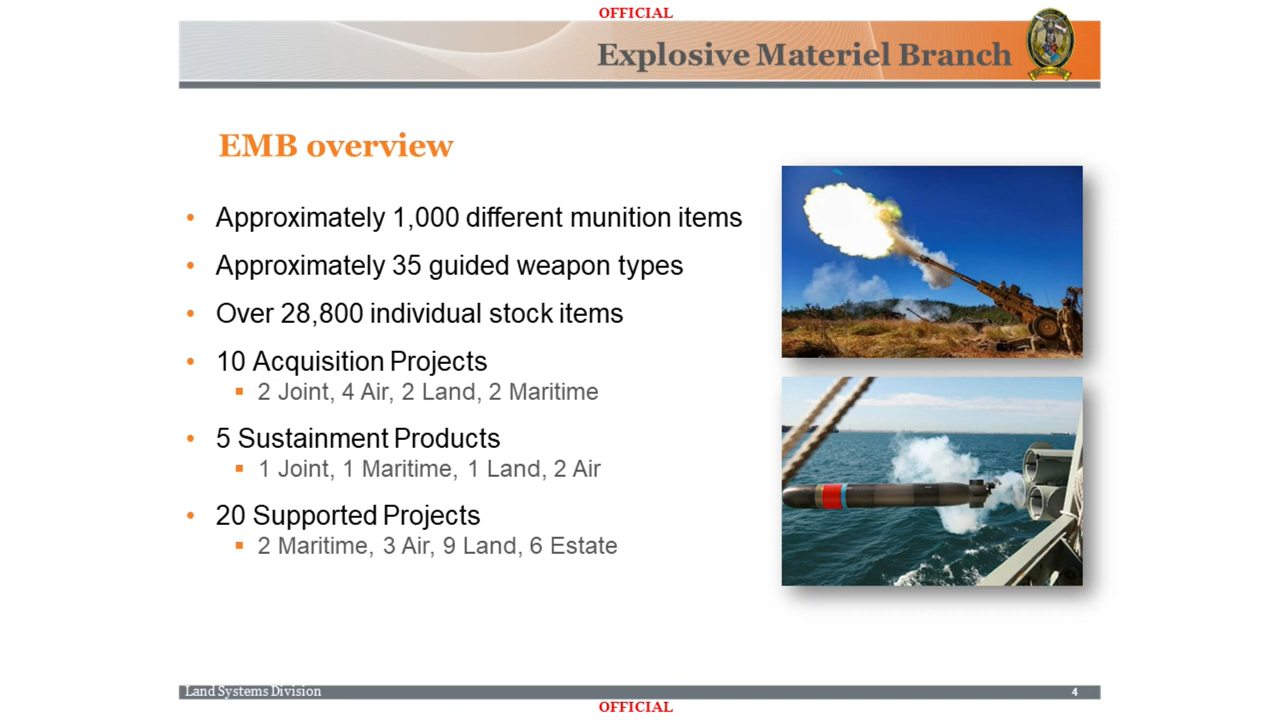 OFFICIAL
Explosive Materiel Branch
EMB overview
• Approximately 1,000 different munition items
• Approximately 35 guided weapon types
• Over 28,800 individual stock items
• 10 Acquisition Projects
▪ 2 Joint, 4 Air, 2 Land, 2 Maritime
• 5 Sustainment Products
▪ 1 Joint, 1 Maritime, 1 Land, 2 Air
• 20 Supported Projects
▪ 2 Maritime, 3 Air, 9 Land, 6 Estate
Land Systems Division
4
OFFICIAL